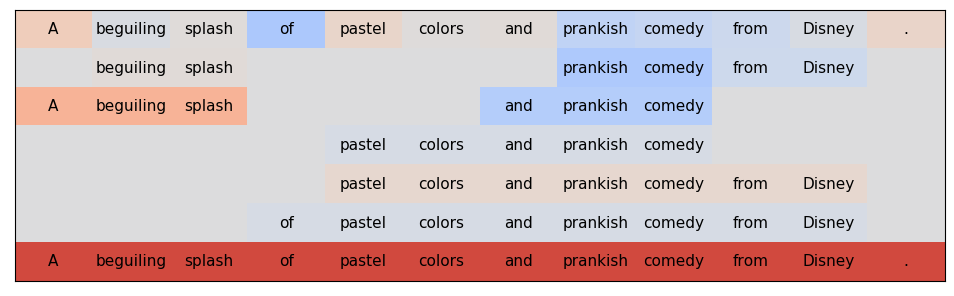 A beguiling splash of pastel colors and prankish comedy from Disney .
beguiling splash prankish comedy from Disney
A beguiling splash and prankish comedy
pastel colors and prankish comedy
pastel colors and prankish comedy from Disney
of pastel colors and prankish comedy from Disney
A beguiling splash of pastel colors and prankish comedy from Disney .